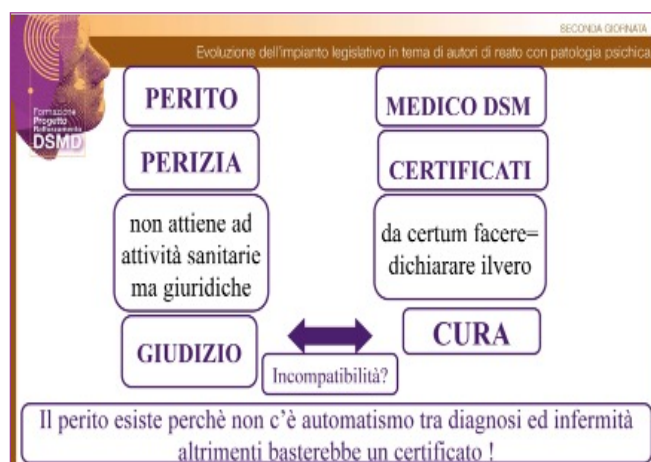 SECONDA GIORNATA
Evoluzione dell'impianto legislativo in tema di autori di reato con patologia psichica
Formazione
Progetto
Rafforzamento
DSMD
PERITO
MEDICO DSM
PERIZIA
CERTIFICATI
non attiene ad
attività sanitarie
ma giuridiche
da certum facere=
dichiarare ilvero
GIUDIZIO
CURA
Incompatibilità?
Il perito esiste perchè non c'è automatismo tra diagnosi ed infermità
altrimenti basterebbe un certificato !